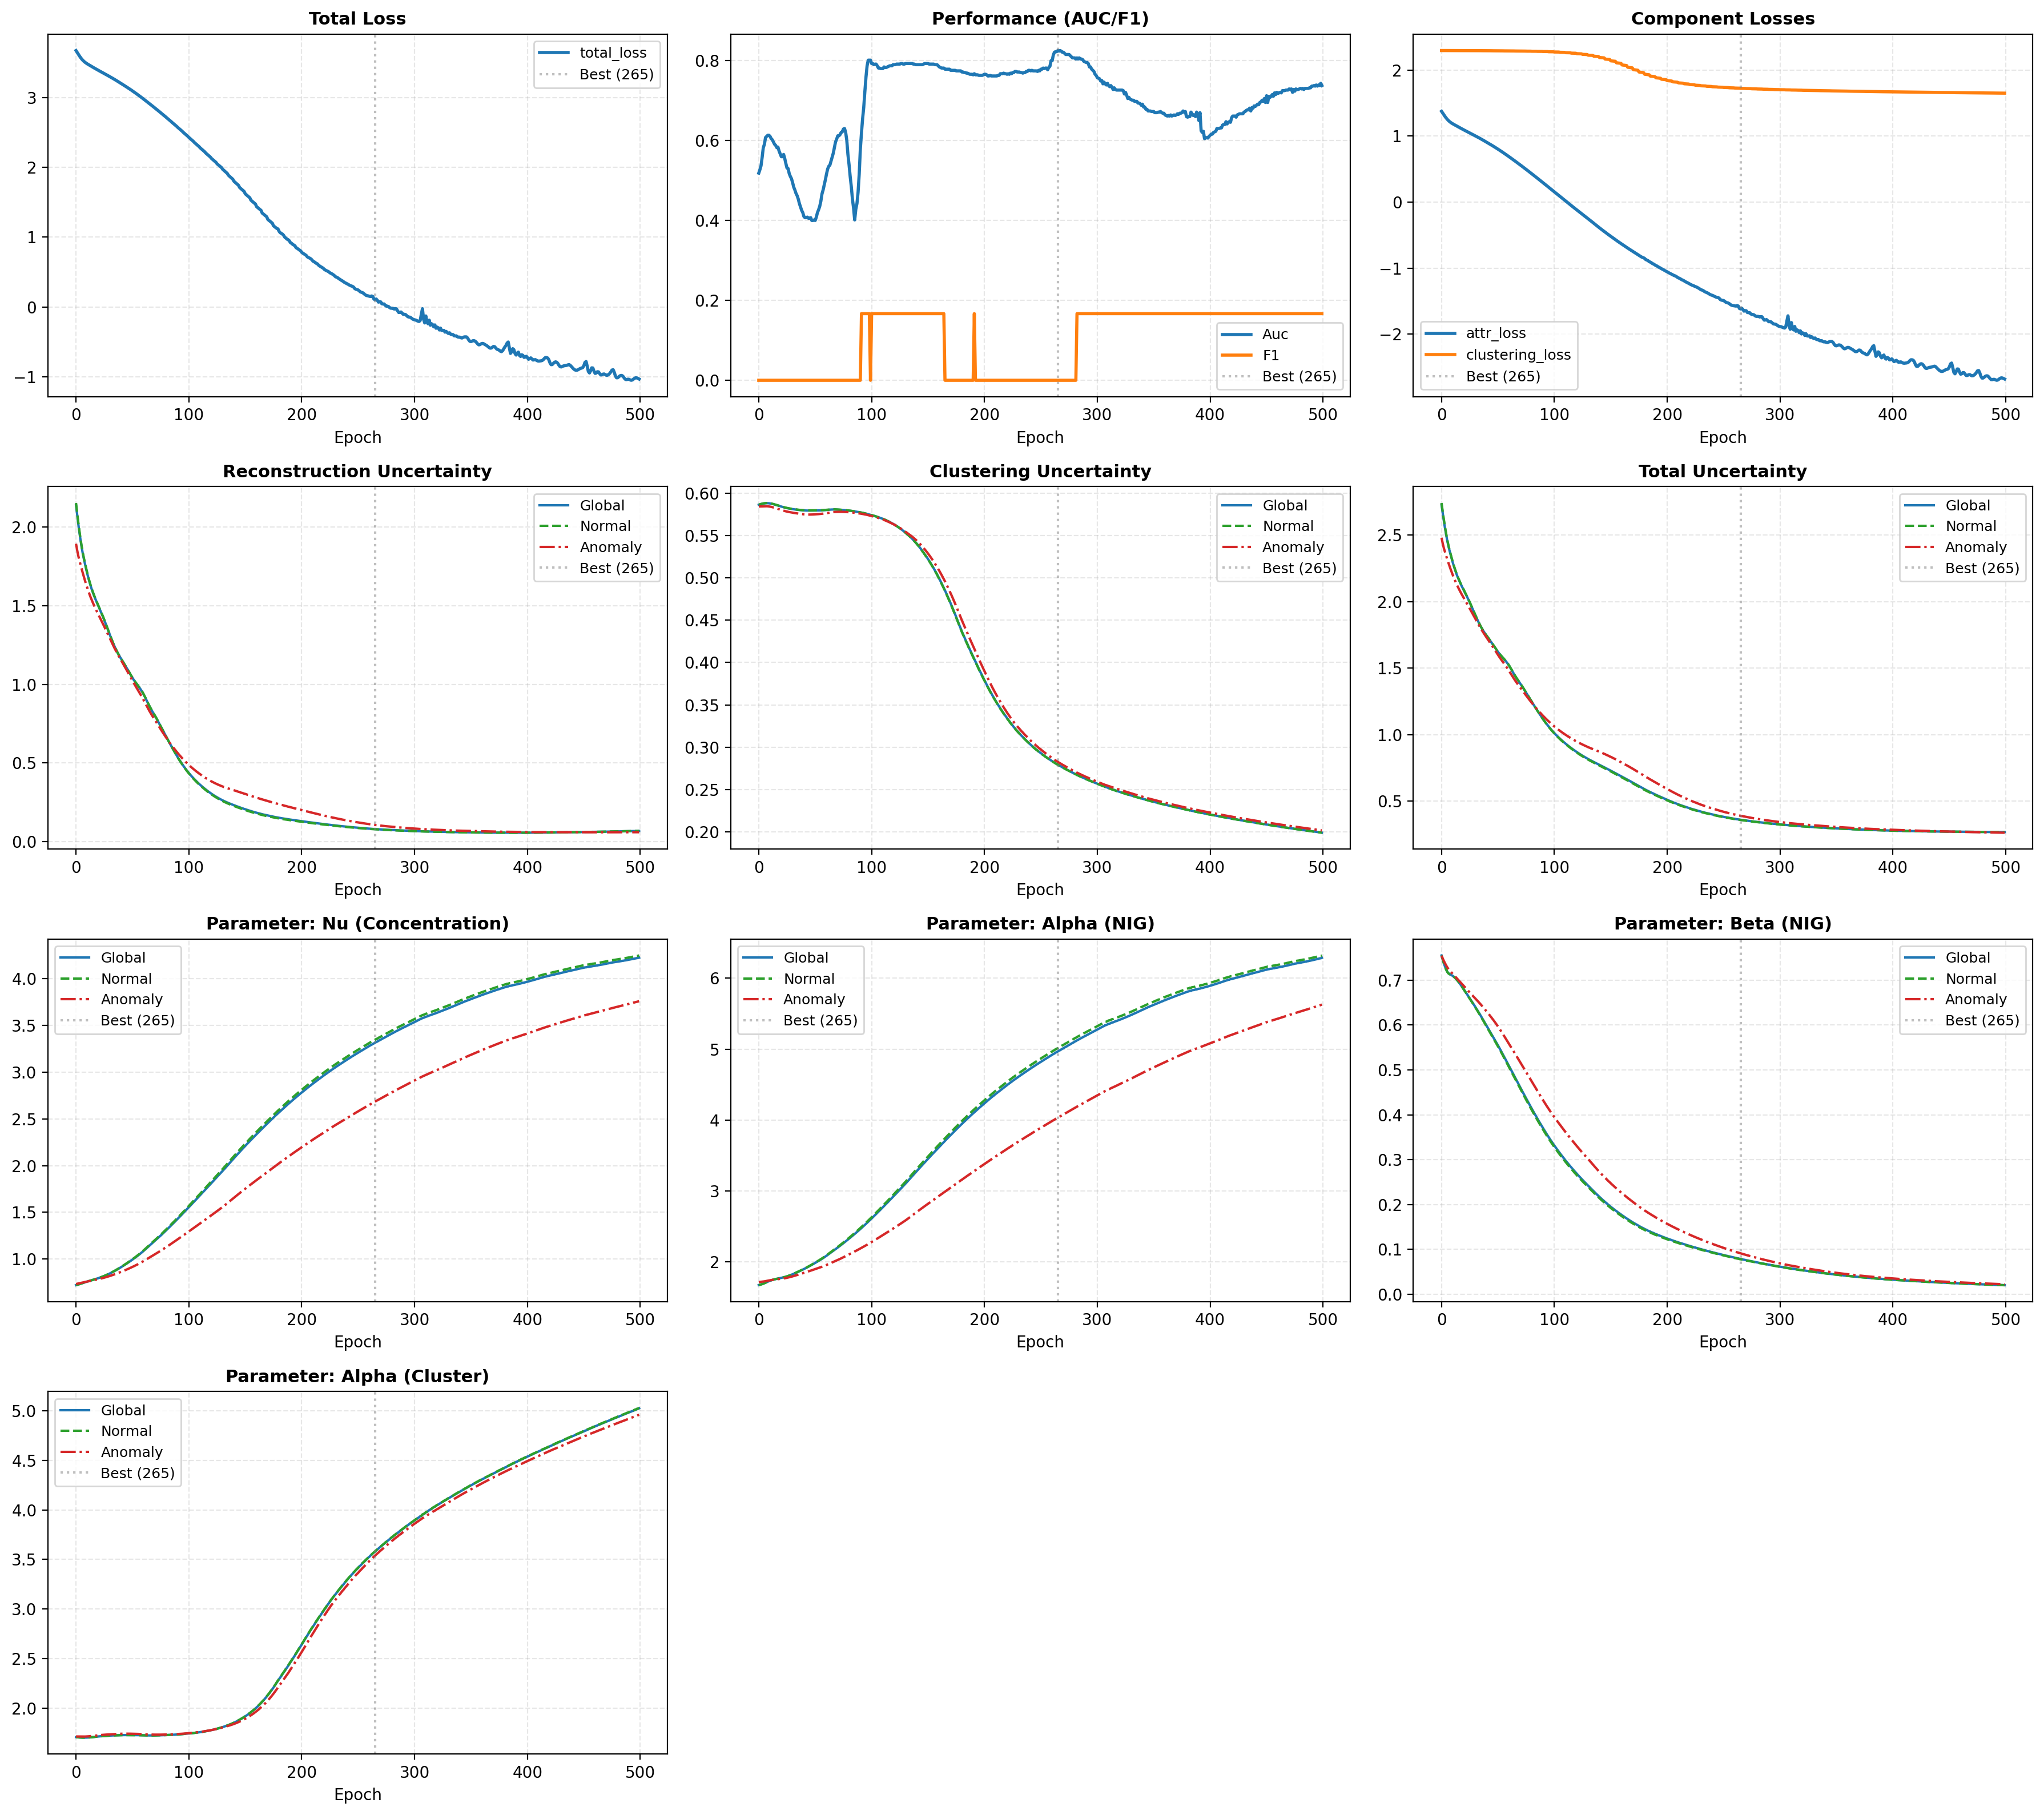 Total Loss
total_loss
Best (265)
3
2
1
0
−1
0 100 200 300 400 500
Epoch
Performance (AUC/F1)
0.8
0.6
0.4
0.2
0.0
Auc
F1
Best (265)
0 100 200 300 400 500
Epoch
Component Losses
2
1
0
−1
−2
attr_loss
clustering_loss
Best (265)
0 100 200 300 400 500
Epoch
Reconstruction Uncertainty
Global
Normal
Anomaly
Best (265)
2.0
1.5
1.0
0.5
0.0
0 100 200 300 400 500
Epoch
Clustering Uncertainty
Global
Normal
Anomaly
Best (265)
0.60
0.55
0.50
0.45
0.40
0.35
0.30
0.25
0.20
0 100 200 300 400 500
Epoch
Total Uncertainty
Global
Normal
Anomaly
Best (265)
2.5
2.0
1.5
1.0
0.5
0 100 200 300 400 500
Epoch
Parameter: Nu (Concentration)
Global
Normal
Anomaly
Best (265)
4.0
3.5
3.0
2.5
2.0
1.5
1.0
0 100 200 300 400 500
Epoch
Parameter: Alpha (NIG)
Global
Normal
Anomaly
Best (265)
6
5
4
3
2
0 100 200 300 400 500
Epoch
Parameter: Beta (NIG)
Global
Normal
Anomaly
Best (265)
0.7
0.6
0.5
0.4
0.3
0.2
0.1
0.0
0 100 200 300 400 500
Epoch
Parameter: Alpha (Cluster)
Global
Normal
Anomaly
Best (265)
5.0
4.5
4.0
3.5
3.0
2.5
2.0
0 100 200 300 400 500
Epoch